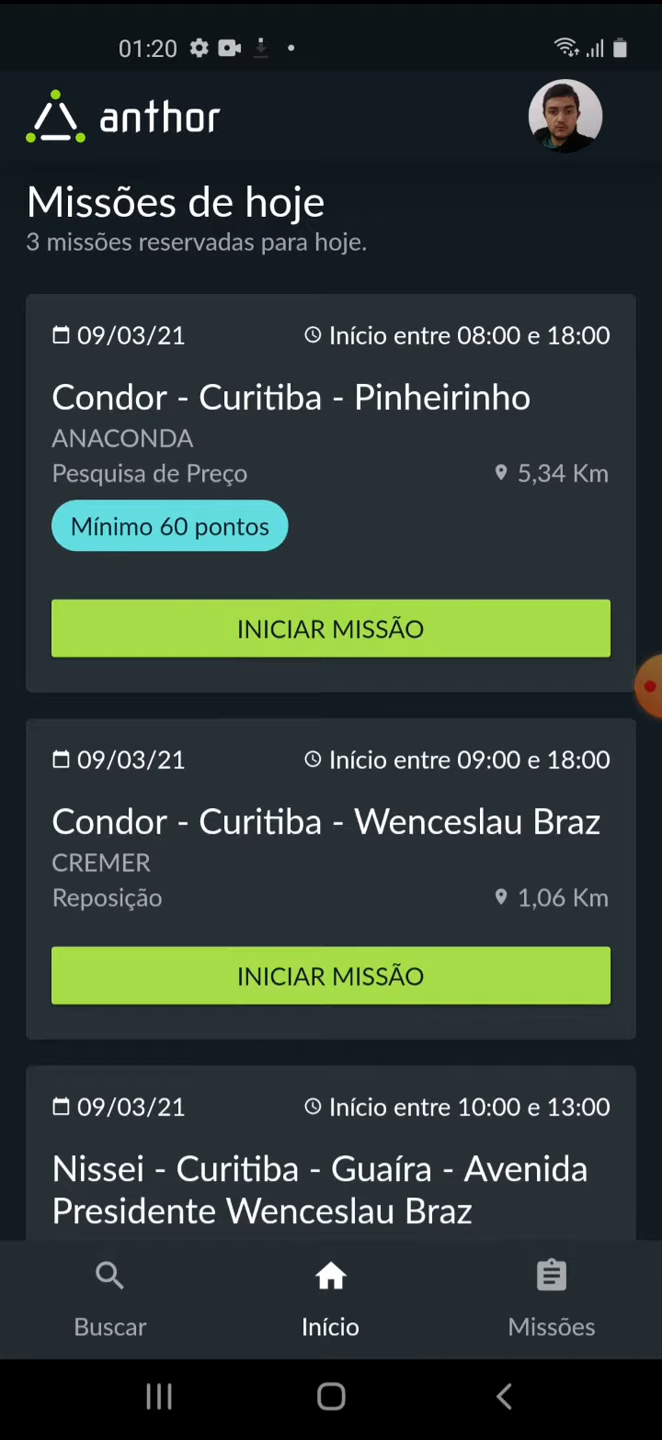 01:20
anthor
Missões de hoje
3 missões reservadas para hoje.
09/03/21 Início entre 08:00 e 18:00
Condor - Curitiba - Pinheirinho
ANACONDA
Pesquisa de Preço 5,34 Km
Mínimo 60 pontos
INICIAR MISSÃO
09/03/21 Início entre 09:00 e 18:00
Condor - Curitiba - Wenceslau Braz
CREMER
Reposição 1,06 Km
INICIAR MISSÃO
09/03/21 Início entre 10:00 e 13:00
Nissei - Curitiba - Guaíra - Avenida
Presidente Wenceslau Braz
Buscar Início Missões